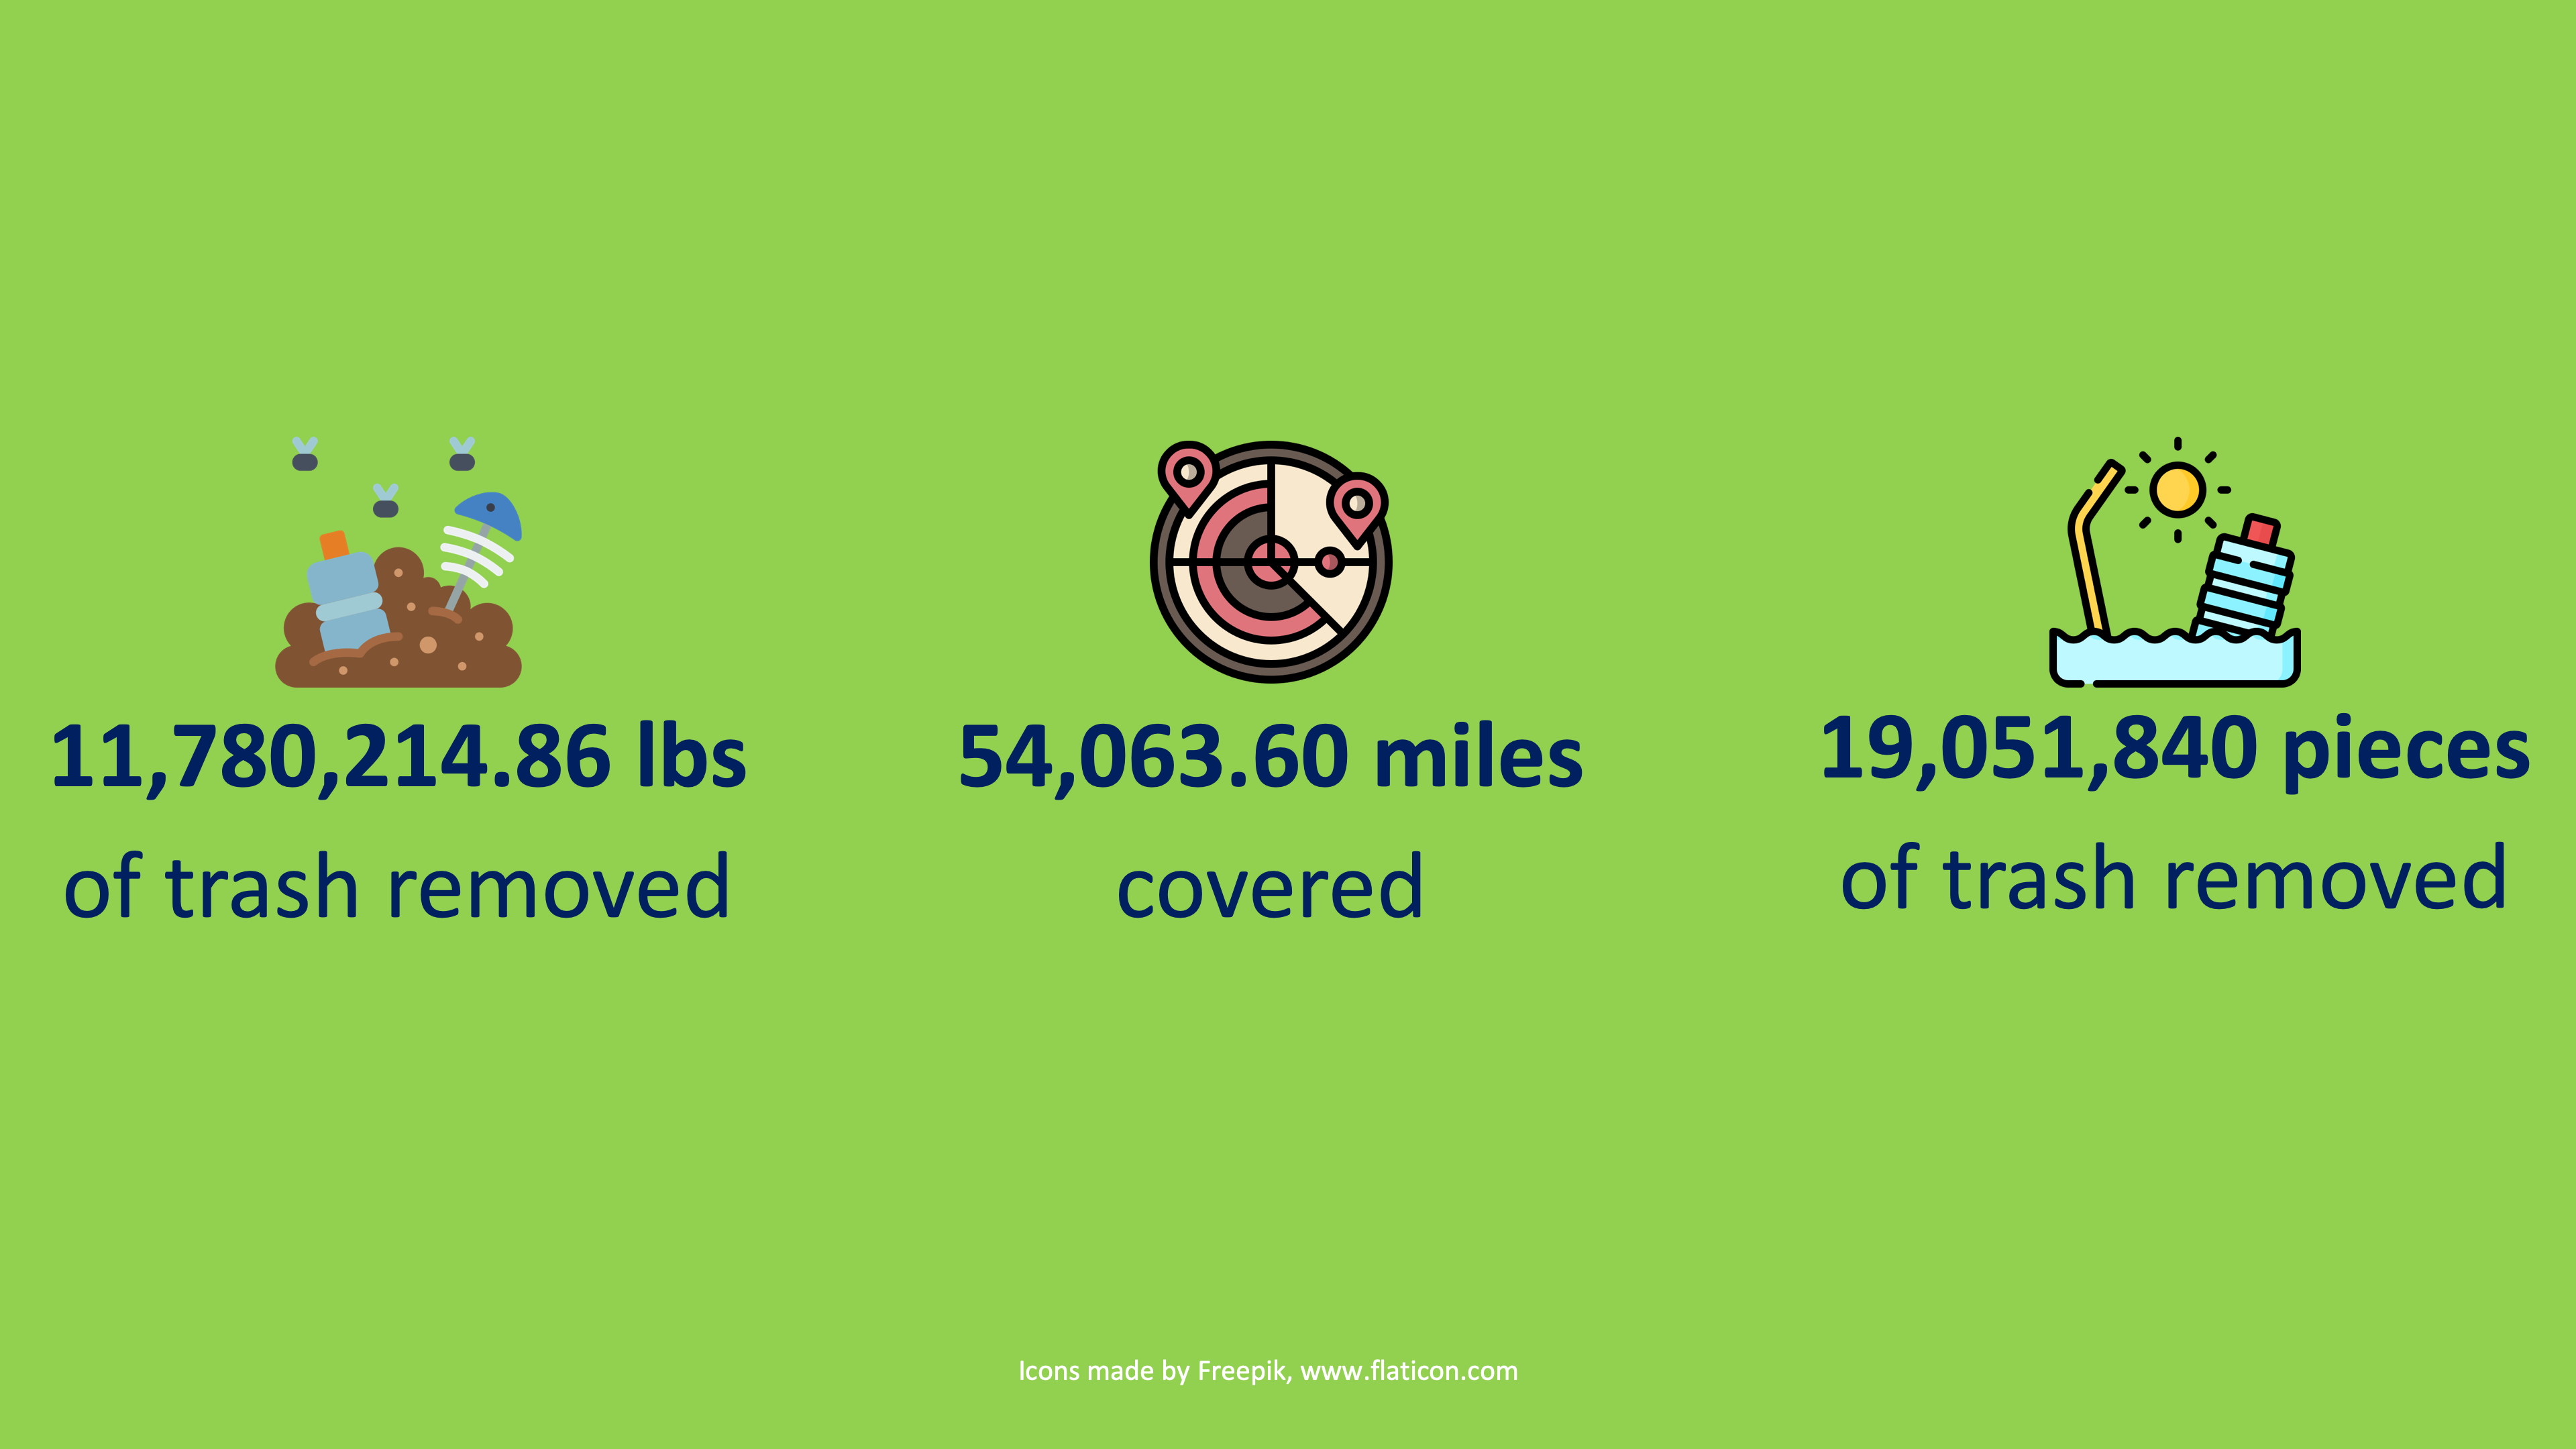 11,780,214.86 lbs
of trash removed
54,063.60 miles
covered
19,051,840 pieces
of trash removed
Icons made by Freepik, www.flaticon.com